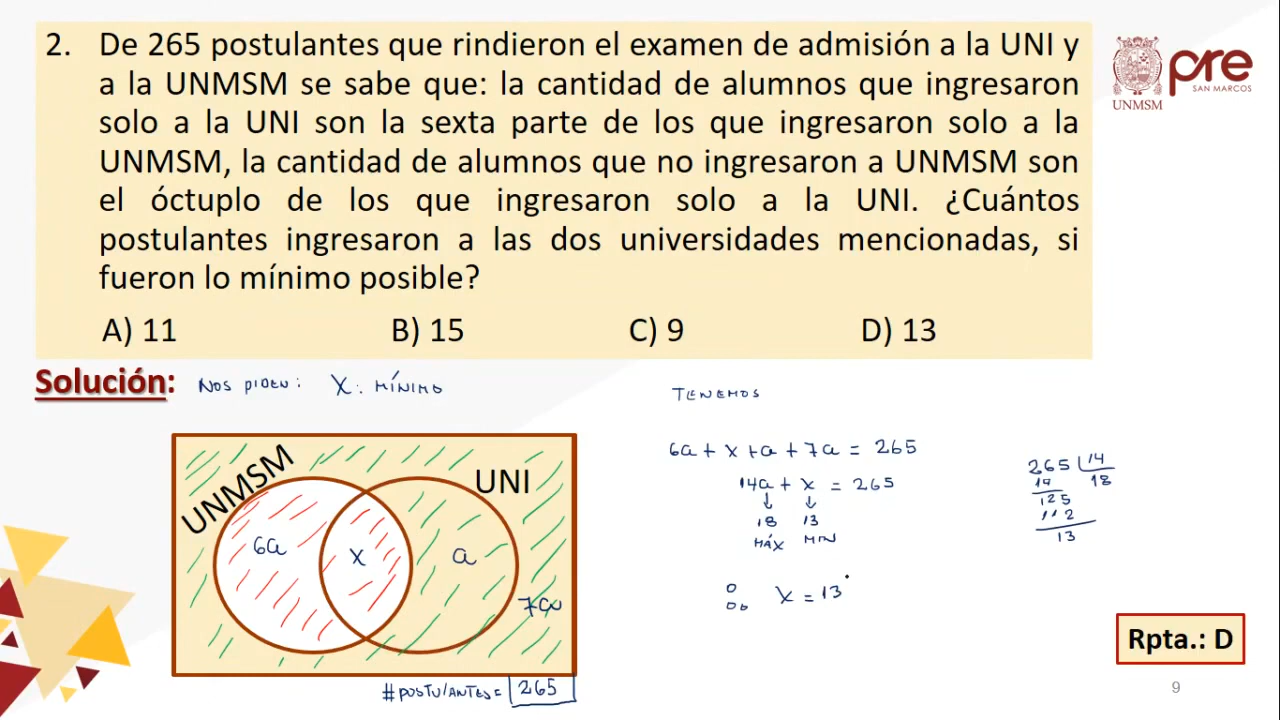 2. De 265 postulantes que rindieron el examen de admisión a la UNI y
a la UNMSM se sabe que: la cantidad de alumnos que ingresaron
solo a la UNI son la sexta parte de los que ingresaron solo a la
UNMSM, la cantidad de alumnos que no ingresaron a UNMSM son
el óctuplo de los que ingresaron solo a la UNI. ¿Cuántos
postulantes ingresaron a las dos universidades mencionadas, si
fueron lo mínimo posible?
A) 11 B) 15 C) 9 D) 13
UNMSM
pre
SAN MARCOS
Solución: NOS PIDEN: X: MÍNIMO
UNMSM
UNI
6a x a
7a
#POSTULANTES = 265
TENEMOS
6a + x + a + 7a = 265
14a + x = 265
18 13
MÁX MIN
∴ x = 13
265 14
14 18
125
112
13
Rpta.: D
9